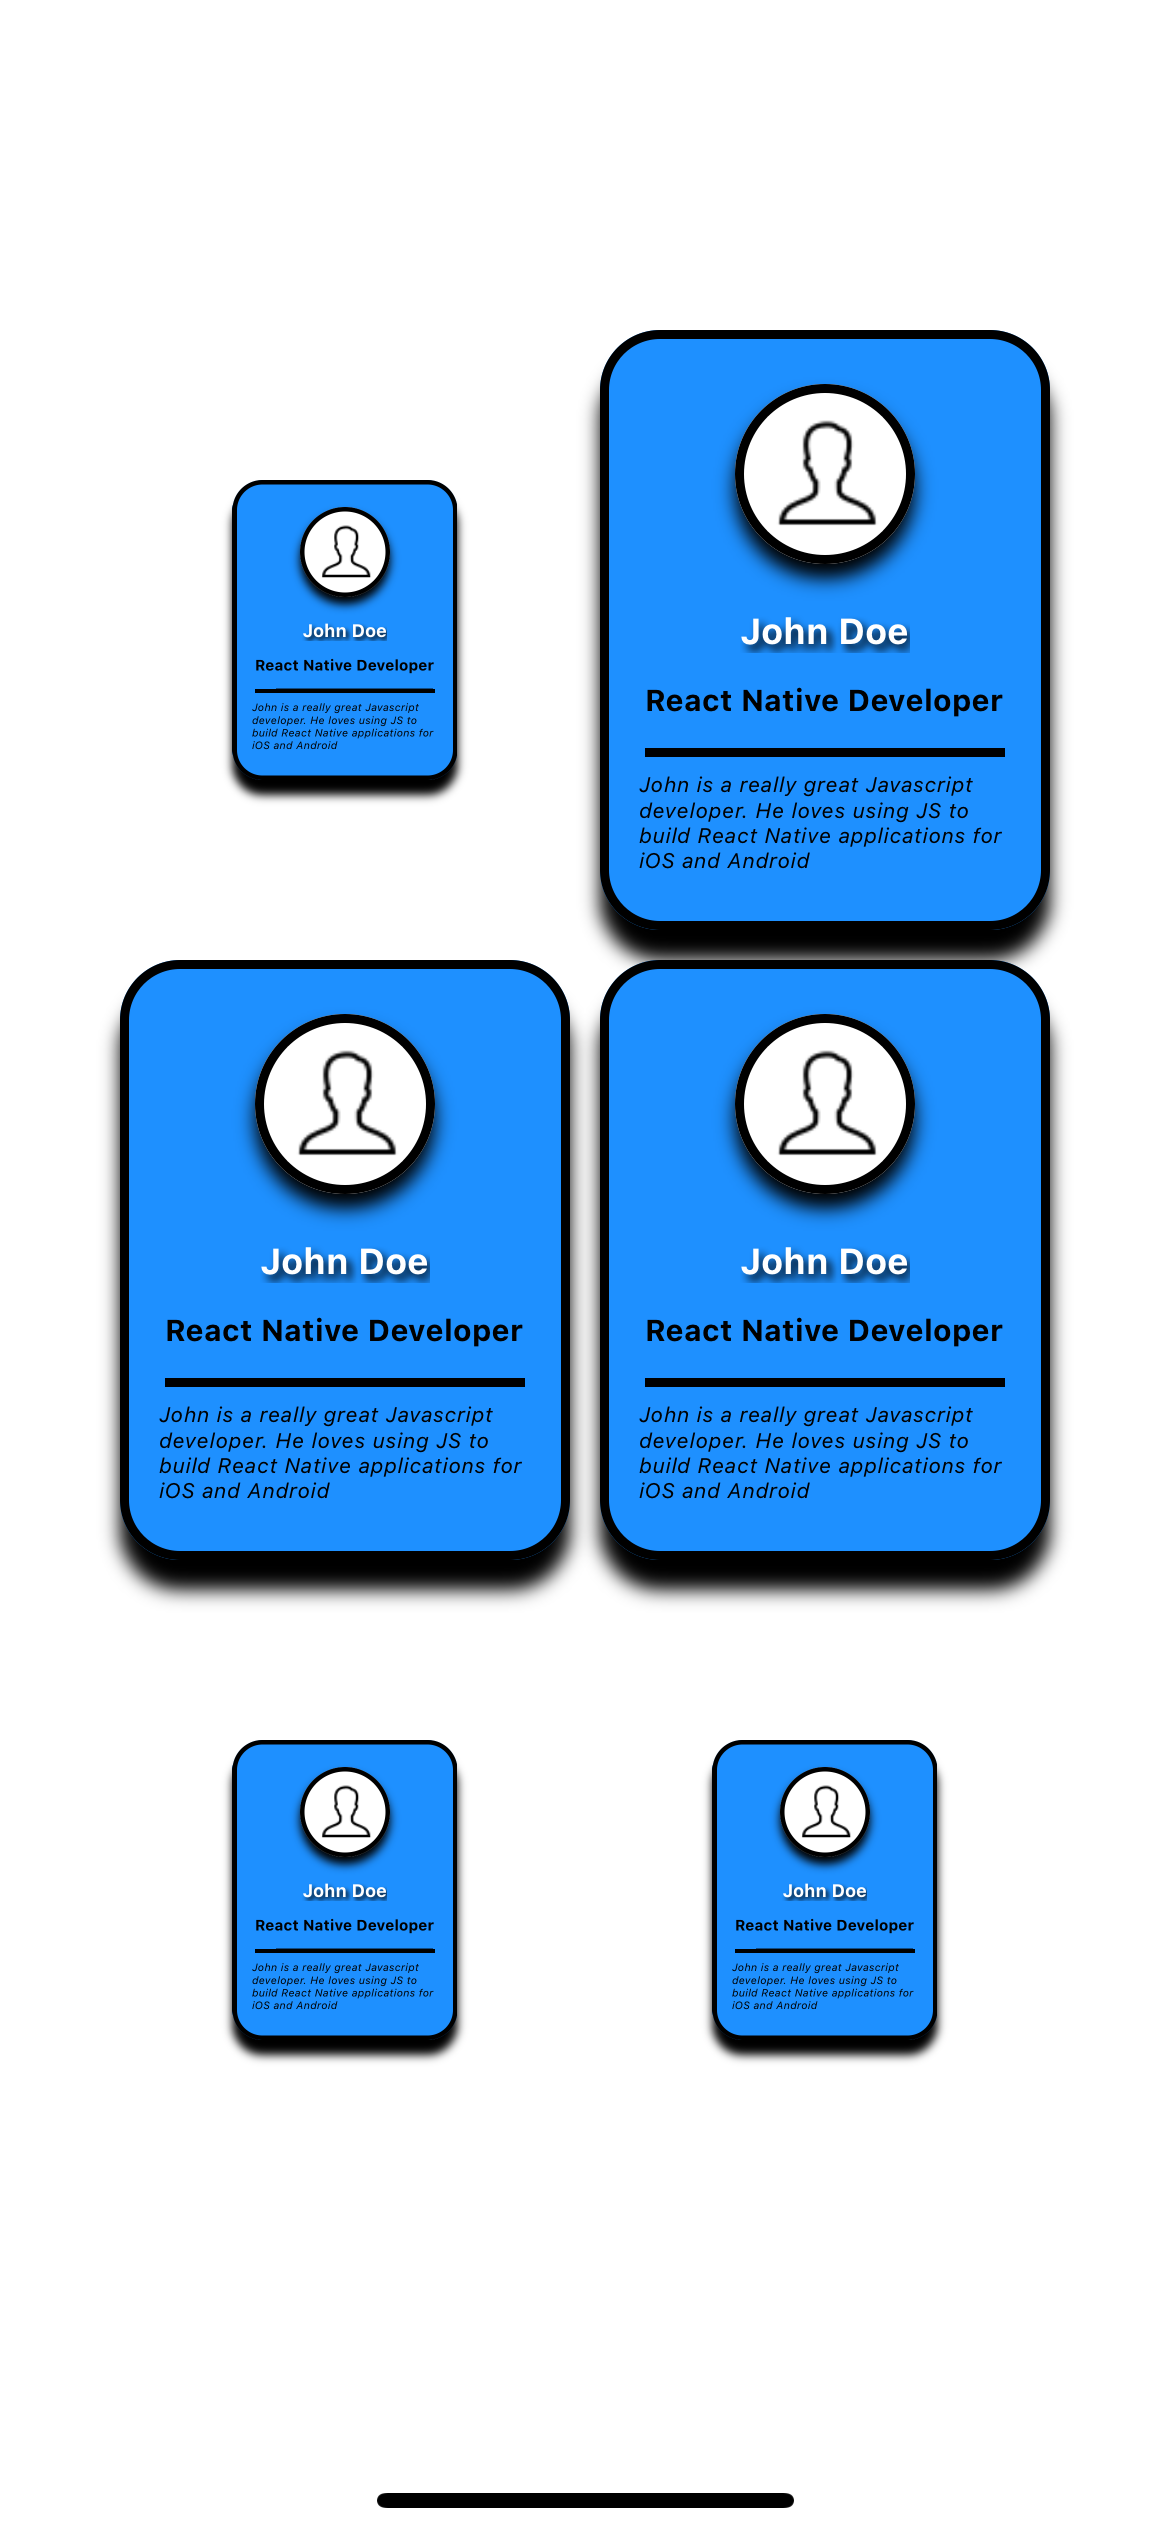 John Doe
React Native Developer
John is a really great Javascript
developer. He loves using JS to
build React Native applications for
iOS and Android
John Doe
React Native Developer
John is a really great Javascript
developer. He loves using JS to
build React Native applications for
iOS and Android
John Doe
React Native Developer
John is a really great Javascript
developer. He loves using JS to
build React Native applications for
iOS and Android
John Doe
React Native Developer
John is a really great Javascript
developer. He loves using JS to
build React Native applications for
iOS and Android
John Doe
React Native Developer
John is a really great Javascript
developer. He loves using JS to
build React Native applications for
iOS and Android
John Doe
React Native Developer
John is a really great Javascript
developer. He loves using JS to
build React Native applications for
iOS and Android